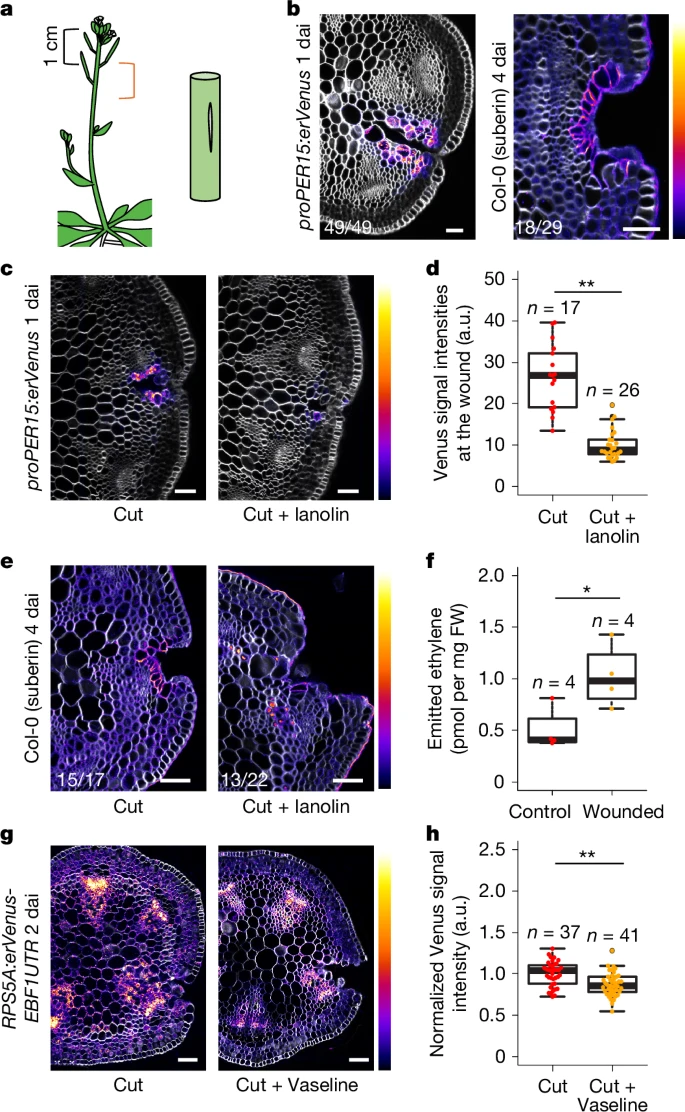 a
1 cm
b
proPER15:erVenus 1 dai
49/49
Col-0 (suberin) 4 dai
18/29
c
proPER15:erVenus 1 dai
Cut
Cut + lanolin
d
Venus signal intensities
at the wound (a.u.)
50
40
30
20
10
0
**
n = 17
n = 26
Cut
Cut +
lanolin
e
Col-0 (suberin) 4 dai
15/17
Cut
13/22
Cut + lanolin
f
Emitted ethylene
(pmol per mg FW)
2.0
1.5
1.0
0.5
0
*
n = 4
n = 4
Control
Wounded
g
RPS5A:erVenus-
EBF1UTR 2 dai
Cut
Cut + Vaseline
h
Normalized Venus signal
intensity (a.u.)
2.5
2.0
1.5
1.0
0.5
0
**
n = 37
n = 41
Cut
Cut +
Vaseline